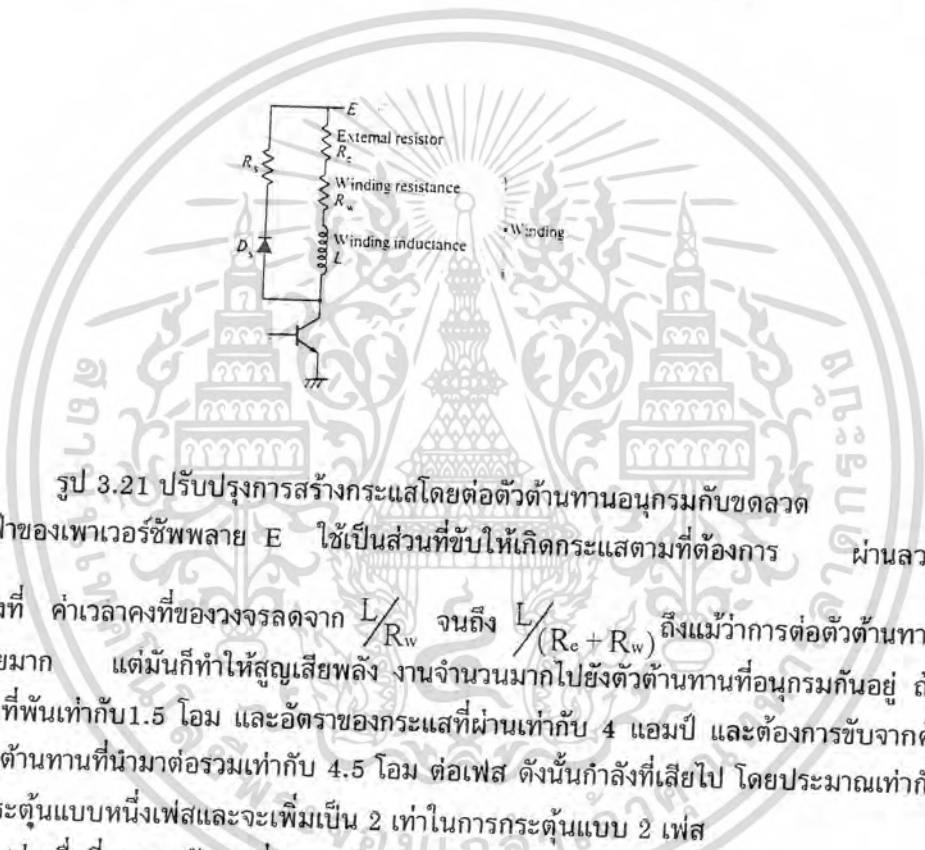 E
External resistor
Rₑ
Rₛ
Winding resistance
R_w
Winding
Dₛ
Winding inductance
L
รูป 3.21 ปรับปรุงการสร้างกระแสโดยต่อตัวต้านทานอนุกรมกับขดลวด
ของเพาเวอร์ซัพพลาย E ใช้เป็นส่วนที่ขับให้เกิดกระแสตามที่ต้องการ ผ่านลว
ที่ ค่าเวลาคงที่ของวงจรลดจาก L/R_w จนถึง L/(Rₑ + R_w) ถึงแม้ว่าการต่อตัวต้านทา
ยมาก แต่มันก็ทำให้สูญเสียพลัง งานจำนวนมากไปยังตัวต้านทานที่อนุกรมกันอยู่
ที่พันเท่ากับ1.5 โอม และอัตราของกระแสที่ผ่านเท่ากับ 4 แอมป์ และต้องการขับจาก
ต้านทานที่นำมาต่อรวมเท่ากับ 4.5 โอม ต่อเฟส ดังนั้นกำลังที่เสียไป โดยประมาณเท่ากั
ระตุ้นแบบหนึ่งเฟสและจะเพิ่มเป็น 2 เท่าในการกระตุ้นแบบ 2 เฟส